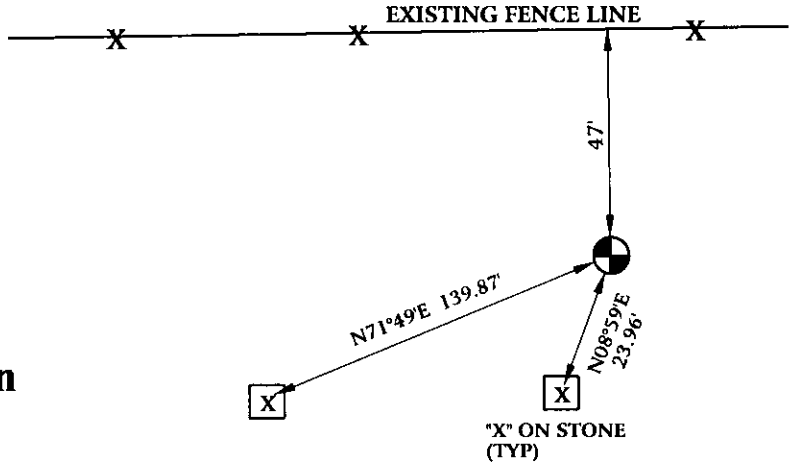 EXISTING FENCE LINE
X X X
47'
N71°49'E 139.87'
N08°59'E
23.96'
n
X X
"X" ON STONE
(TYP)